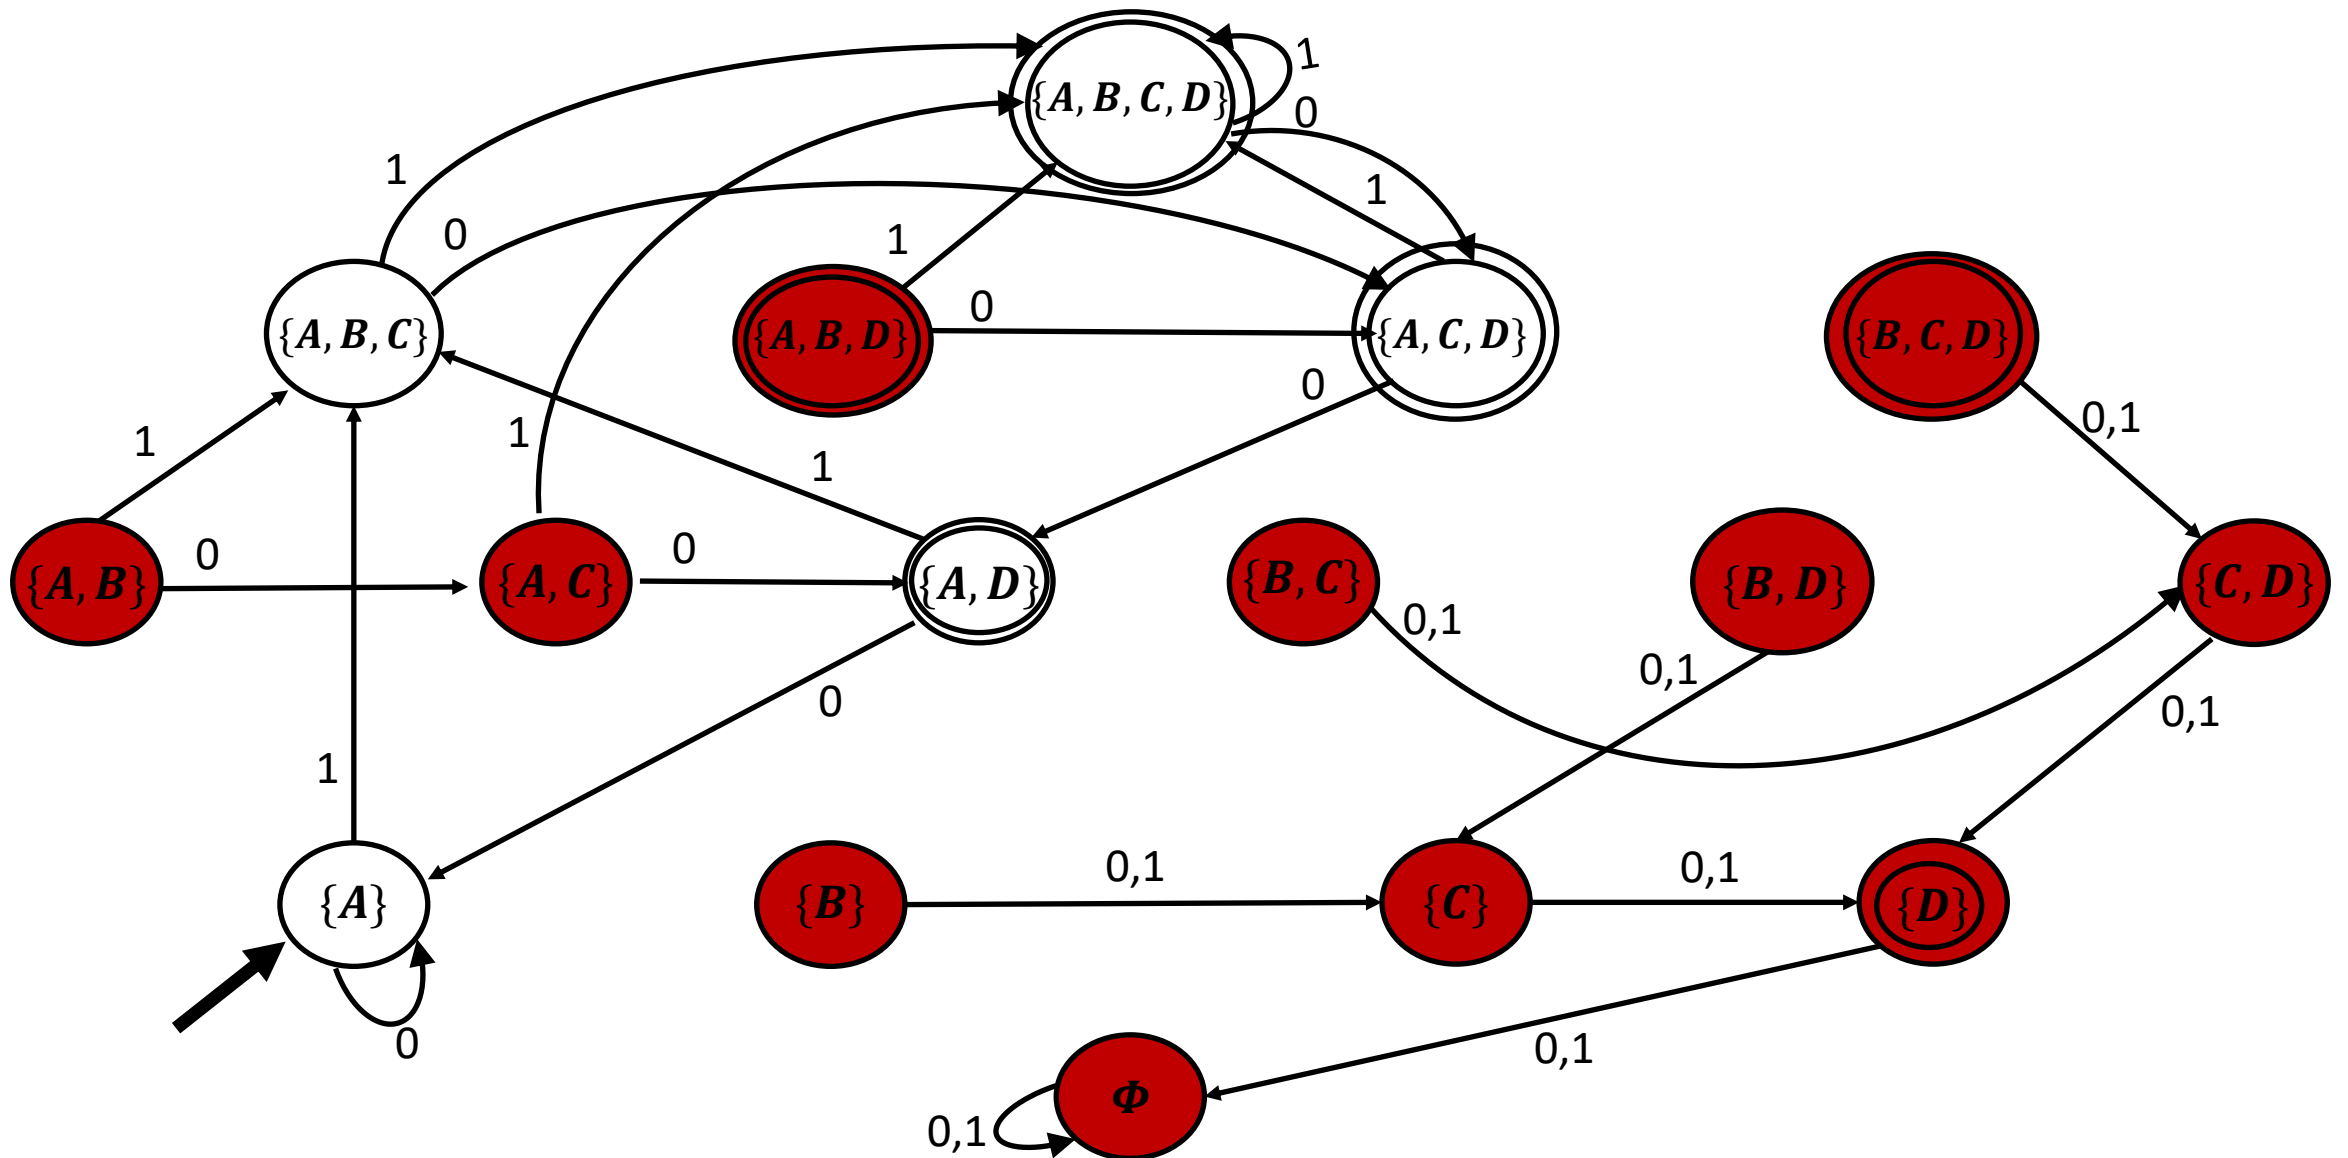 {A, B, C, D}
1
0
1
1
0
1
{A, B, C}
{A, B, D}
0
{A, C, D}
{B, C, D}
0
0,1
1
1
1
{A, B}
0
{A, C}
0
{A, D}
{B, C}
{B, D}
{C, D}
0,1
0,1
0
0,1
1
{A}
{B}
0,1
{C}
0,1
{D}
0
0,1
Φ
0,1